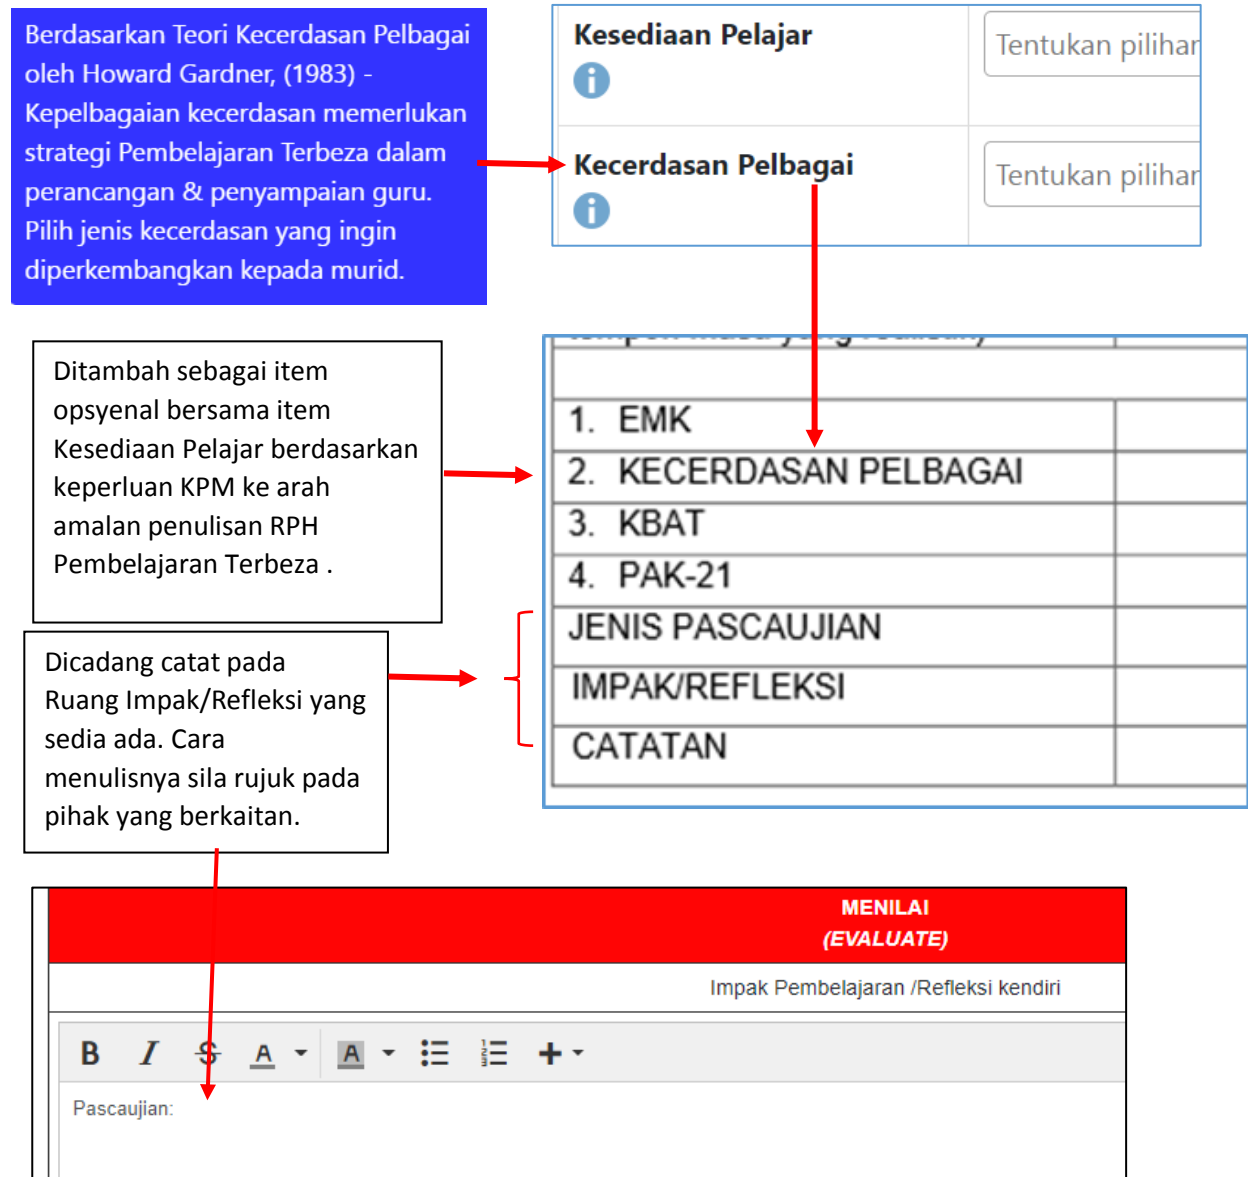 Berdasarkan Teori Kecerdasan Pelbagai
oleh Howard Gardner, (1983) -
Kepelbagaian kecerdasan memerlukan
strategi Pembelajaran Terbeza dalam
perancangan & penyampaian guru.
Pilih jenis kecerdasan yang ingin
diperkembangkan kepada murid.
Kesediaan Pelajar
Tentukan pilihan
Kecerdasan Pelbagai
Tentukan pilihan
Ditambah sebagai item
opsyenal bersama item
Kesediaan Pelajar berdasarkan
keperluan KPM ke arah
amalan penulisan RPH
Pembelajaran Terbeza .
1. EMK
2. KECERDASAN PELBAGAI
3. KBAT
4. PAK-21
JENIS PASCAUJIAN
IMPAK/REFLEKSI
CATATAN
Dicadang catat pada
Ruang Impak/Refleksi yang
sedia ada. Cara
menulisnya sila rujuk pada
pihak yang berkaitan.
MENILAI
(EVALUATE)
Impak Pembelajaran /Refleksi kendiri
Pascaujian: